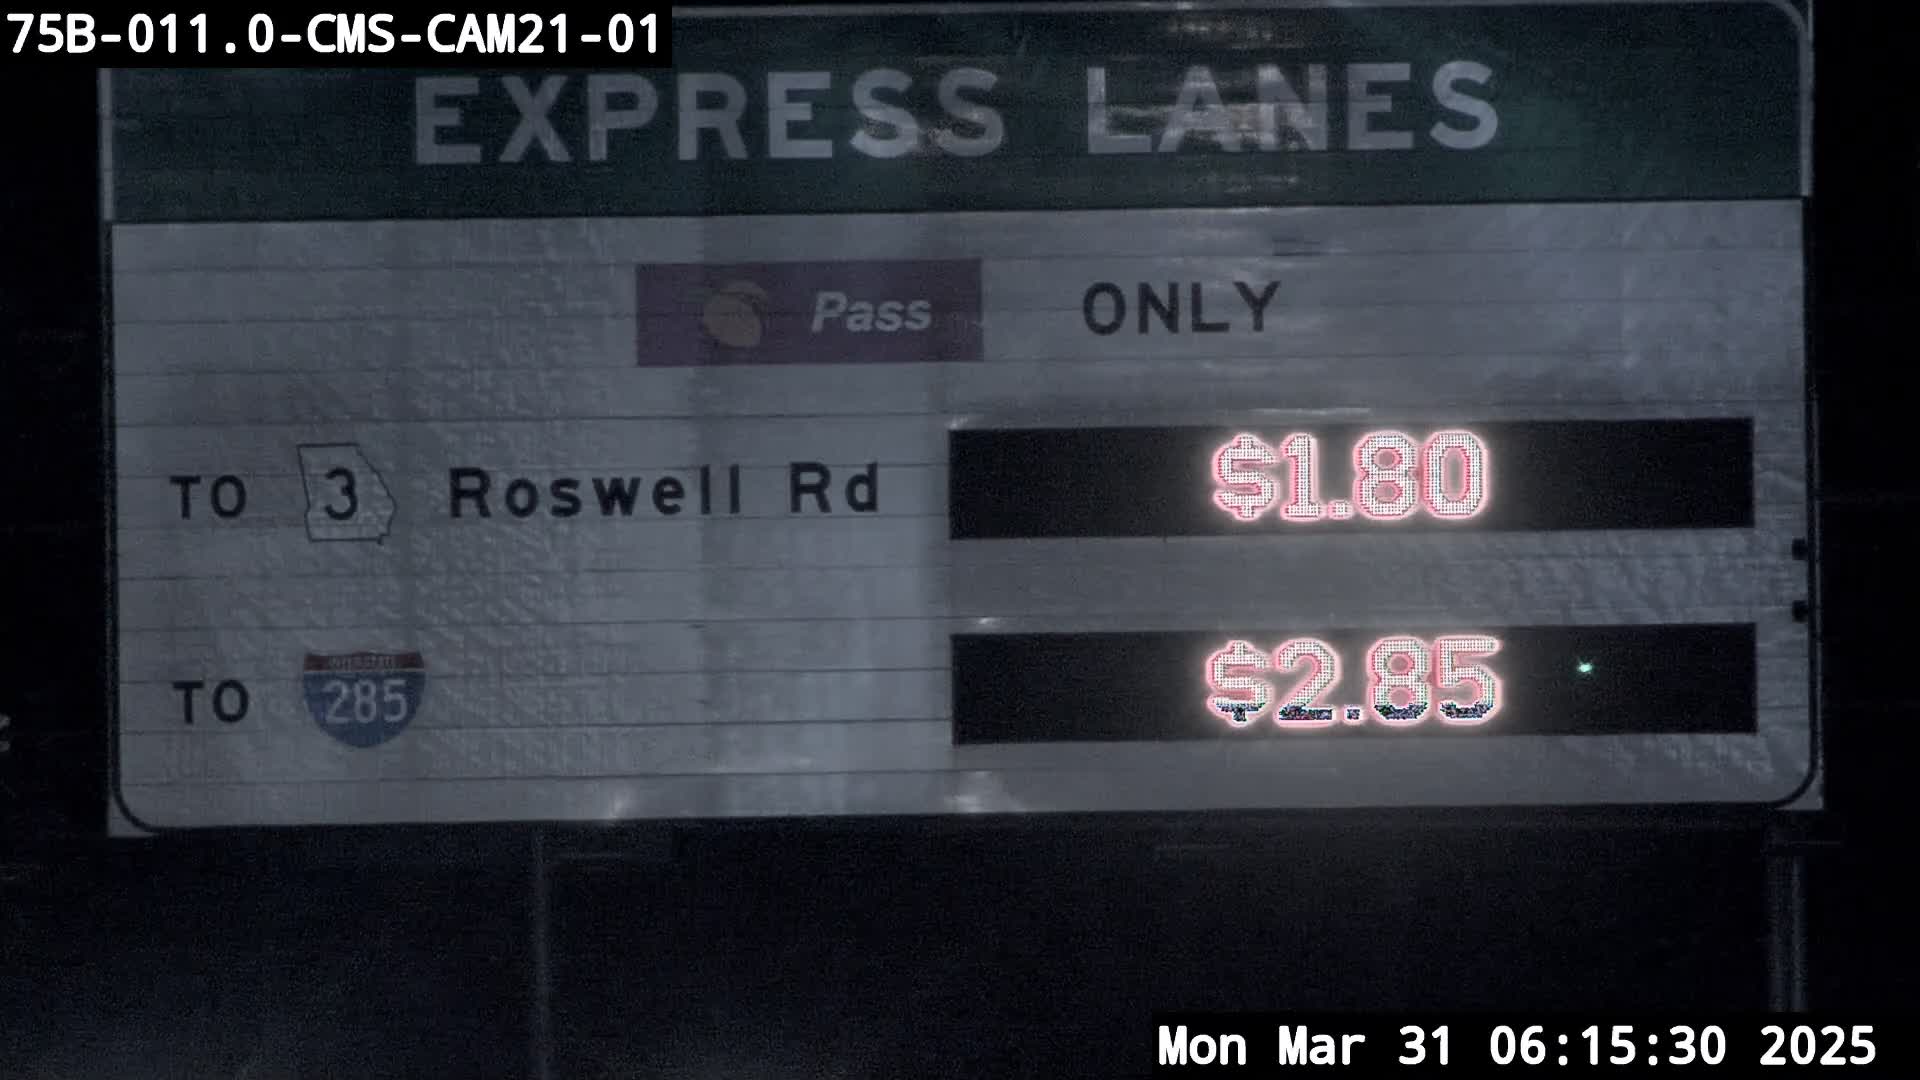 75B-011.0-CMS-CAM21-01
EXPRESS LANES
Pass ONLY
TO 3 Roswell Rd $1.80
INTERSTATE
TO 285 $2.85
Mon Mar 31 06:15:30 2025